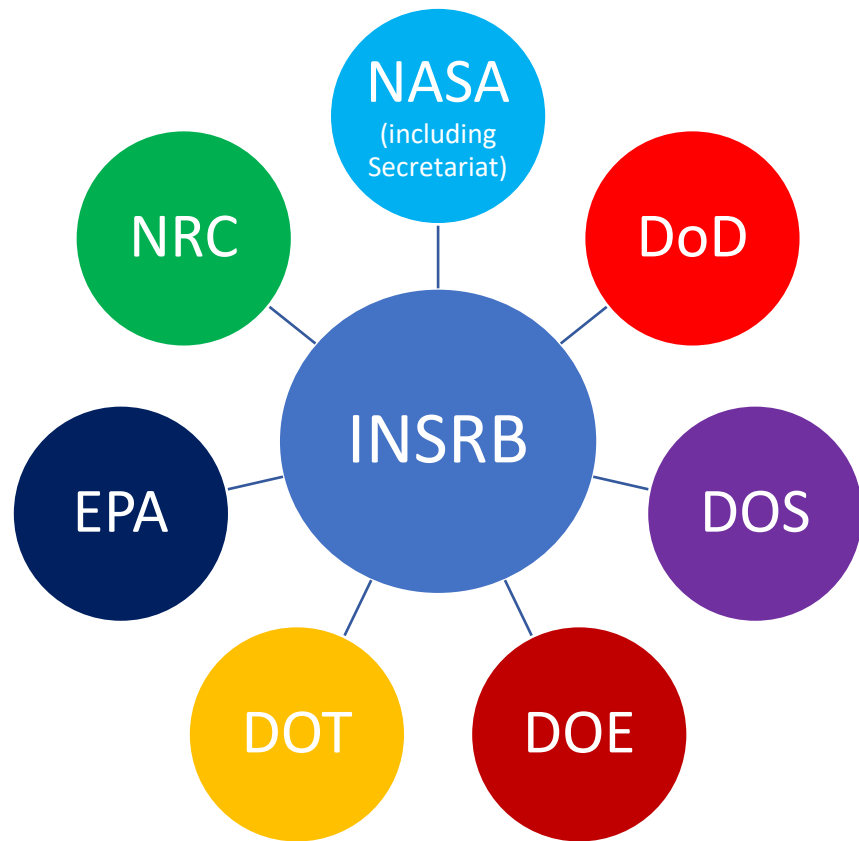 NASA
(including
Secretariat)
NRC
DoD
INSRB
EPA
DOS
DOT
DOE